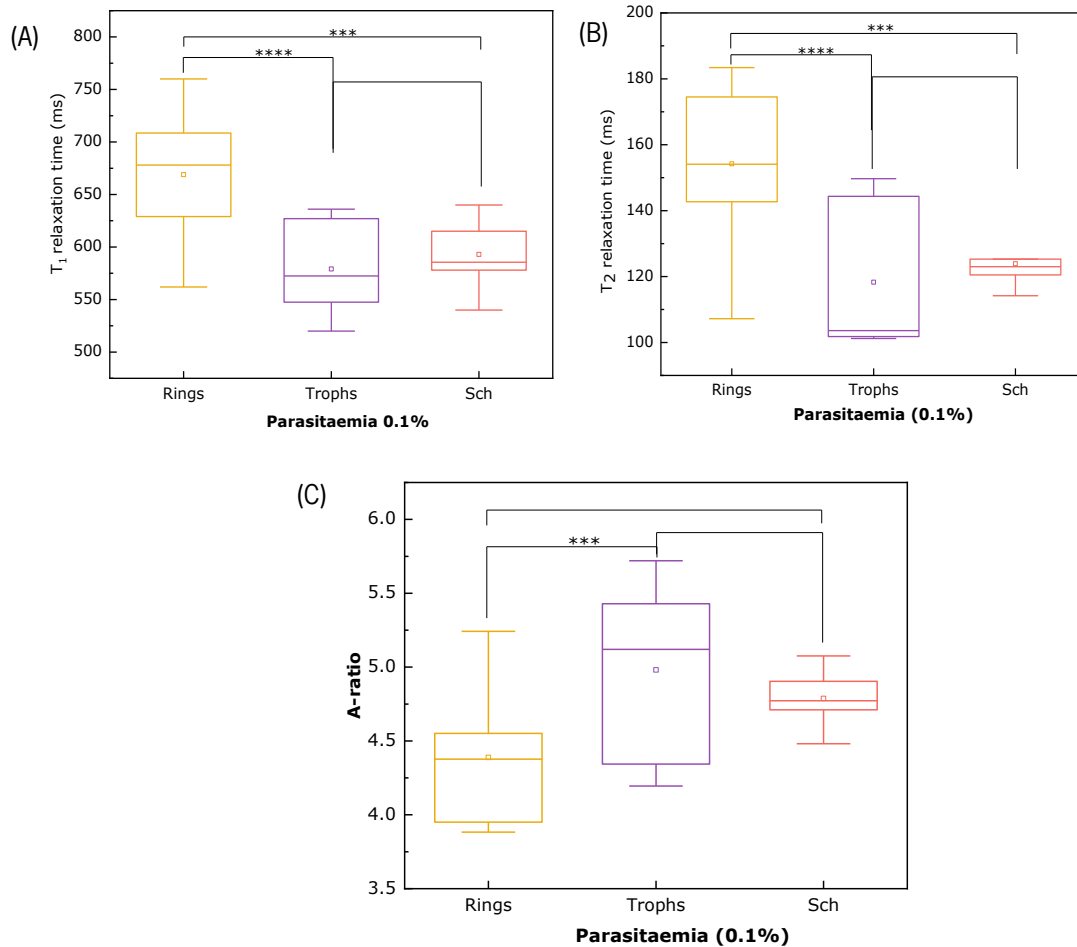 (A)
800
750
700
650
600
550
500
T1 relaxation time (ms)
***
****
Rings Trophs Sch
Parasitaemia 0.1%
(B)
200
180
160
140
120
100
T2 relaxation time (ms)
***
****
Rings Trophs Sch
Parasitaemia (0.1%)
(C)
6.0
5.5
5.0
4.5
4.0
3.5
A-ratio
***
Rings Trophs Sch
Parasitaemia (0.1%)